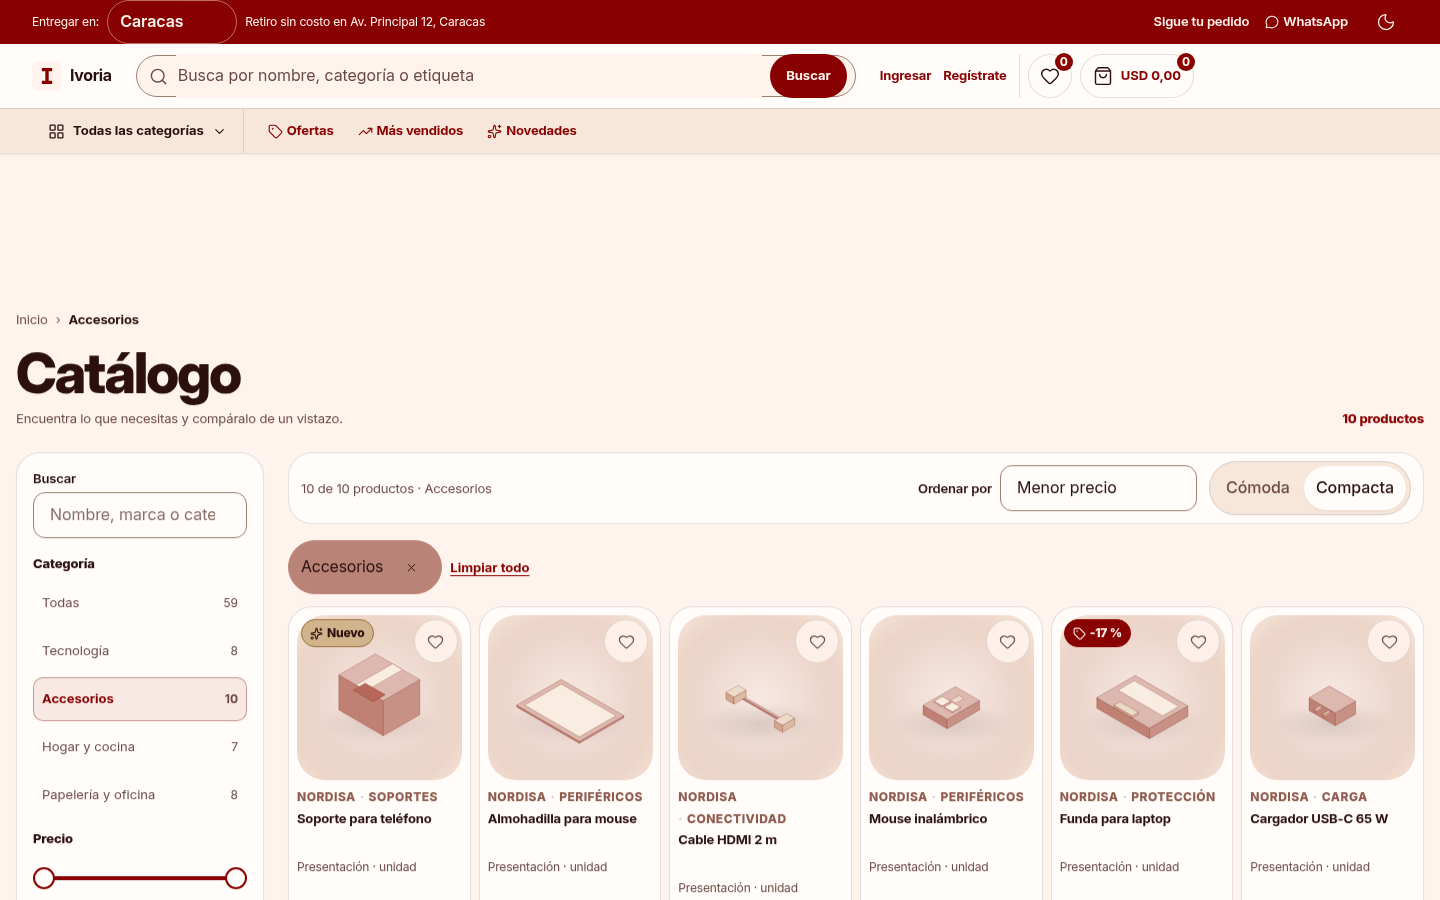 Entregar en: Caracas Retiro sin costo en Av. Principal 12, Caracas Sigue tu pedido WhatsApp
I Ivoria Busca por nombre, categoría o etiqueta Buscar Ingresar Regístrate 0 USD 0,00 0
Todas las categorías Ofertas Más vendidos Novedades
Inicio › Accesorios
Catálogo
Encuentra lo que necesitas y compáralo de un vistazo. 10 productos
Buscar
Nombre, marca o cate
Categoría
Todas 59
Tecnología 8
Accesorios 10
Hogar y cocina 7
Papelería y oficina 8
Precio
10 de 10 productos · Accesorios Ordenar por Menor precio Cómoda Compacta
Accesorios × Limpiar todo
Nuevo
NORDISA · SOPORTES
Soporte para teléfono
Presentación · unidad
NORDISA · PERIFÉRICOS
Almohadilla para mouse
Presentación · unidad
NORDISA
· CONECTIVIDAD
Cable HDMI 2 m
Presentación · unidad
NORDISA · PERIFÉRICOS
Mouse inalámbrico
Presentación · unidad
-17 %
NORDISA · PROTECCIÓN
Funda para laptop
Presentación · unidad
NORDISA · CARGA
Cargador USB-C 65 W
Presentación · unidad